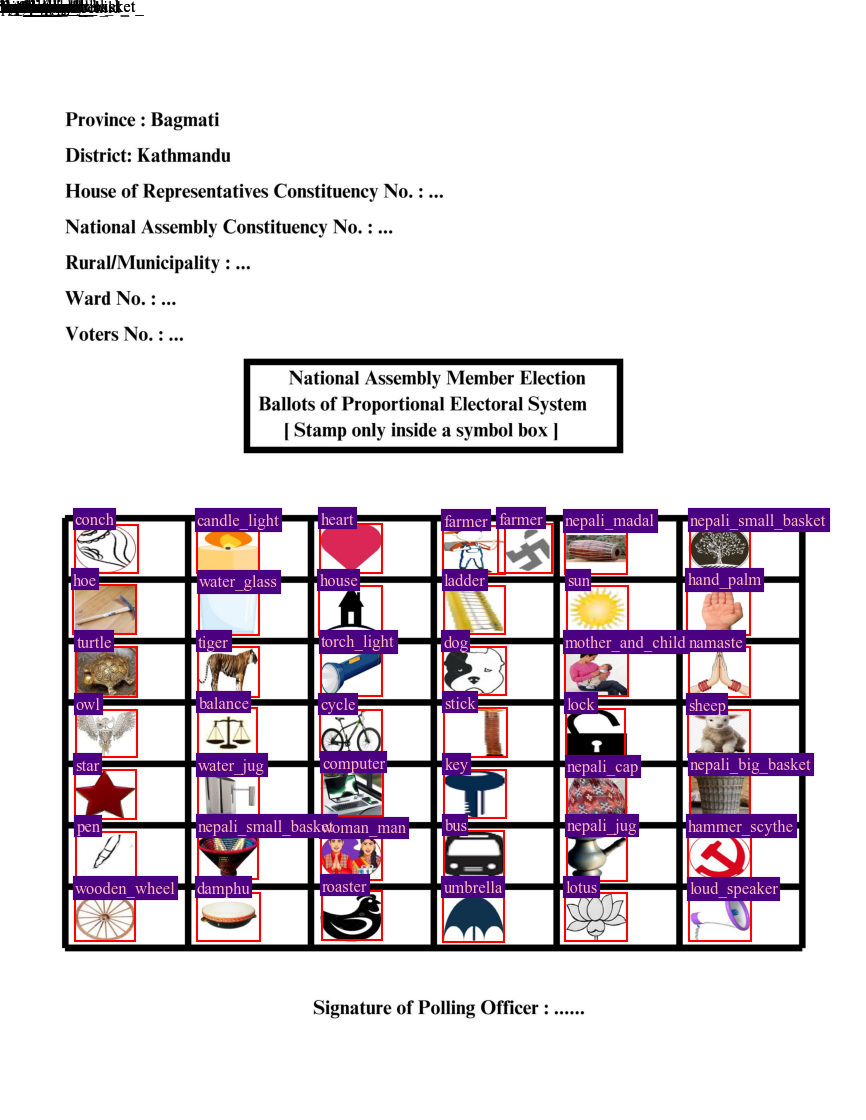 Province : Bagmati
District: Kathmandu
House of Representatives Constituency No. : ...
National Assembly Constituency No. : ...
Rural/Municipality : ...
Ward No. : ...
Voters No. : ...
National Assembly Member Election
Ballots of Proportional Electoral System
[ Stamp only inside a symbol box ]
conch candle_light heart farmer farmer nepali_madal nepali_small_basket
hoe water_glass house ladder sun hand_palm
turtle tiger torch_light dog mother_and_child namaste
owl balance cycle stick lock sheep
star water_jug computer key nepali_cap nepali_big_basket
pen nepali_small_basket woman_man bus nepali_jug hammer_scythe
wooden_wheel damphu roaster umbrella lotus loud_speaker
Signature of Polling Officer : ......